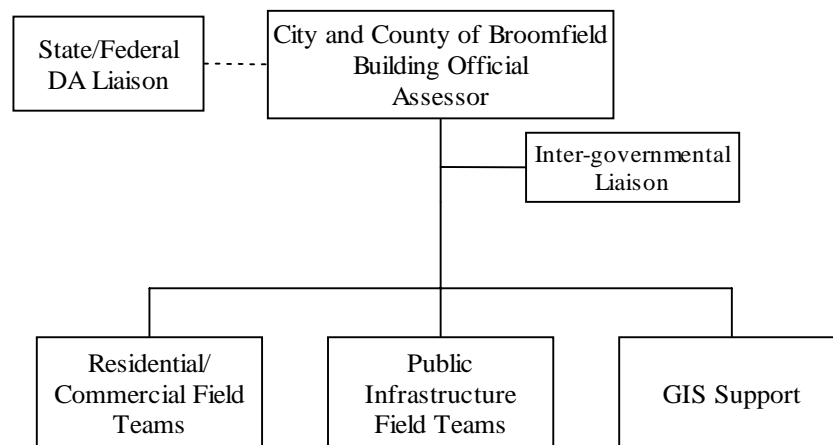 State/Federal
DA Liaison
City and County of Broomfield
Building Official
Assessor
Inter-governmental
Liaison
Residential/
Commercial Field
Teams
Public
Infrastructure
Field Teams
GIS Support